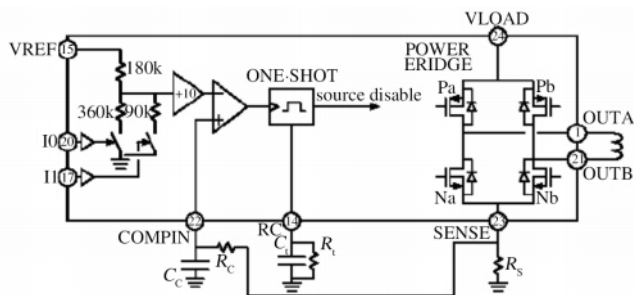 VLOAD
24
VREF
15
180k
POWER
ERIDGE
ONE·SHOT
source disable
+10
360k
90k
Pa
Pb
OUTA
1
I0
20
21
OUTB
I1
17
Na
Nb
22
14
23
COMPIN
RC
SENSE
RC
CC
Ct
Rt
RS